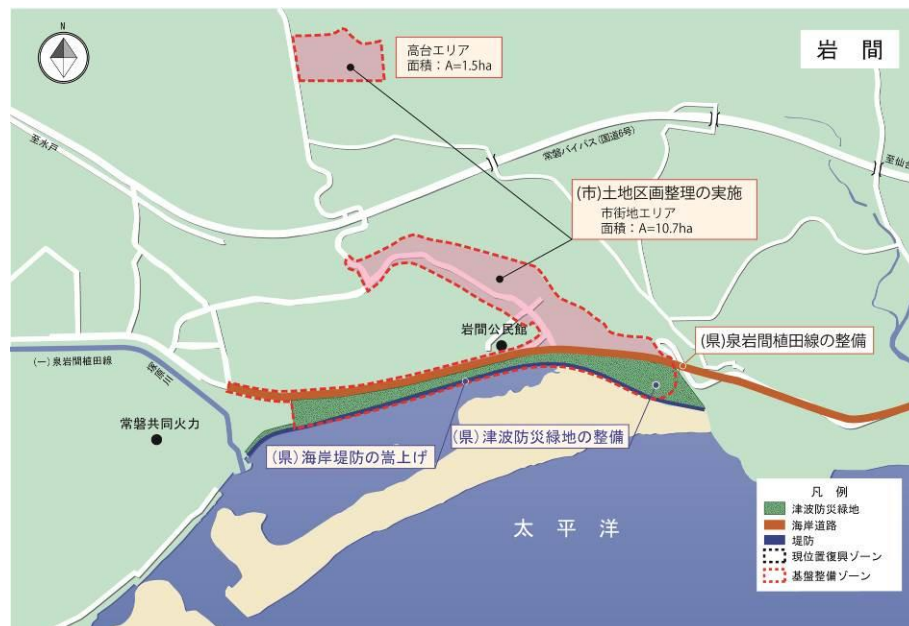 N
高台エリア
面積：A=1.5ha
岩　間
至水戸
常磐バイパス(国道6号)
至仙台
(市)土地区画整理の実施
市街地エリア
面積：A=10.7ha
岩間公民館
(県)泉岩間植田線の整備
(一)泉岩間植田線
常磐共同火力
(県)海岸堤防の嵩上げ
(県)津波防災緑地の整備
太　平　洋
凡　例
津波防災緑地
海岸道路
堤防
現位置復興ゾーン
基盤整備ゾーン